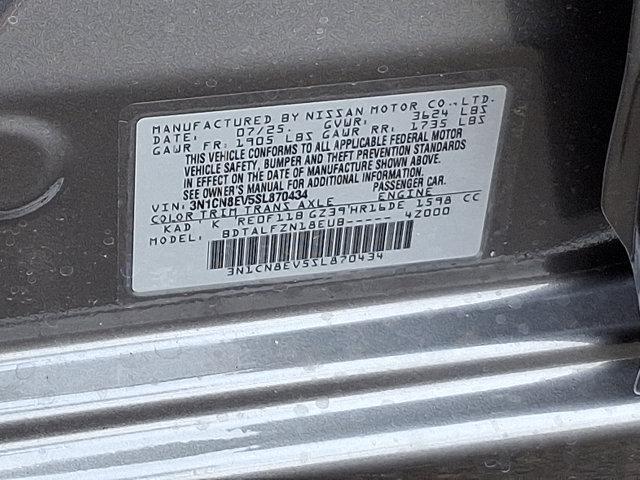 MANUFACTURED BY NISSAN MOTOR CO.,LTD.
DATE: 07/25. GVWR: 3624 LBS
GAWR FR: 1905 LBS GAWR RR: 1735 LBS
THIS VEHICLE CONFORMS TO ALL APPLICABLE FEDERAL MOTOR
VEHICLE SAFETY, BUMPER AND THEFT PREVENTION STANDARDS
IN EFFECT ON THE DATE OF MANUFACTURE SHOWN ABOVE.
SEE OWNER'S MANUAL FOR ADDITIONAL INFORMATION.
VIN: 3N1CN8EV5SL870434 PASSENGER CAR.
COLOR TRIM TRANS AXLE ENGINE
KAD K RE0F11B GZ39 HR16DE 1598 CC
MODEL: BDTALFZN18EUB----- 4Z000
3N1CN8EV5SL870434